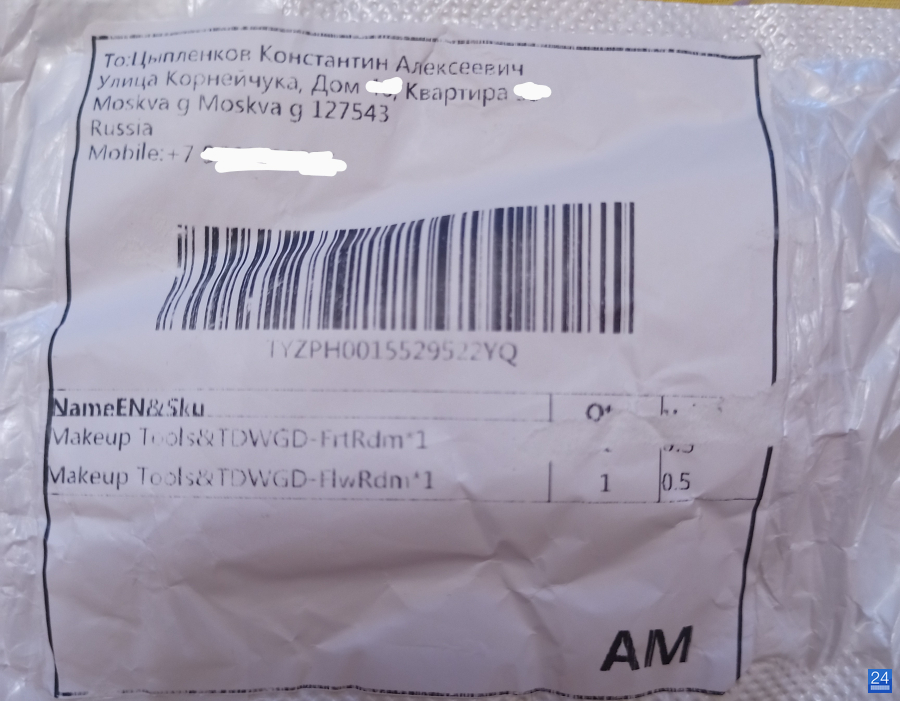 To:Цыпленков Константин Алексеевич
Улица Корнейчука, Дом , Квартира
Moskva g Moskva g 127543
Russia
Mobile:+7
TYZPH0015529522YQ
NameEN&Sku
Makeup Tools&TDWGD-FrtRdm*1
Makeup Tools&TDWGD-FlwRdm*1 1 0.5
AM
24